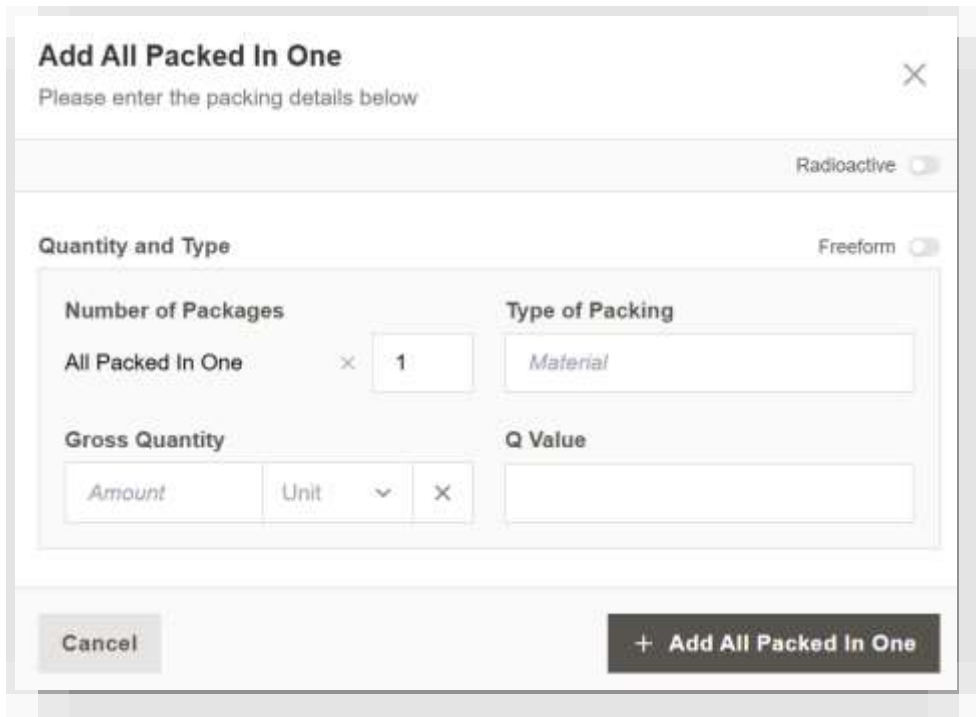 Add All Packed In One
Please enter the packing details below
Radioactive
Quantity and Type
Freeform
Number of Packages
Type of Packing
All Packed In One × 1
Material
Gross Quantity
Q Value
Amount
Unit
Cancel
+ Add All Packed In One